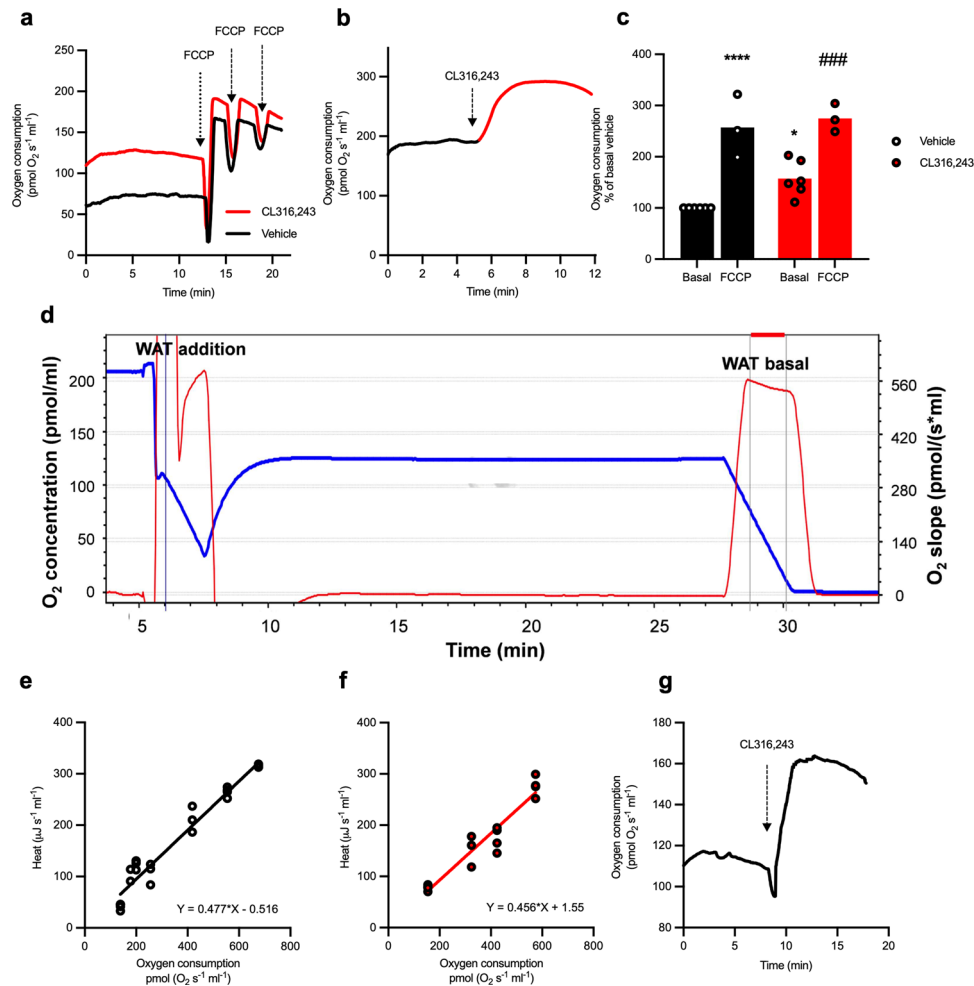 a
FCCP
FCCP
FCCP
Oxygen consumption
(pmol O2 s-1 ml-1)
250
200
150
100
50
0
0
5
10
15
20
Time (min)
CL316,243
Vehicle
b
CL316,243
Oxygen consumption
(pmol O2 s-1 ml-1)
300
200
100
0
0
2
4
6
8
10
12
Time (min)
c
Oxygen consumption
% of basal vehicle
400
300
200
100
0
****
*
###
Basal
FCCP
Basal
FCCP
Vehicle
CL316,243
d
WAT addition
WAT basal
O2 concentration (pmol/ml)
200
150
100
50
0
O2 slope (pmol/(s*ml)
560
420
280
140
0
5
10
15
20
25
30
Time (min)
e
Heat (µJ s-1 ml-1)
400
300
200
100
0
Y = 0.477*X - 0.516
0
200
400
600
800
Oxygen consumption
pmol (O2 s-1 ml-1)
f
Heat (µJ s-1 ml-1)
400
300
200
100
0
Y = 0.456*X + 1.55
0
200
400
600
800
Oxygen consumption
pmol (O2 s-1 ml-1)
g
CL316,243
Oxygen consumption
(pmol O2 s-1 ml-1)
180
160
140
120
100
80
0
5
10
15
20
Time (min)